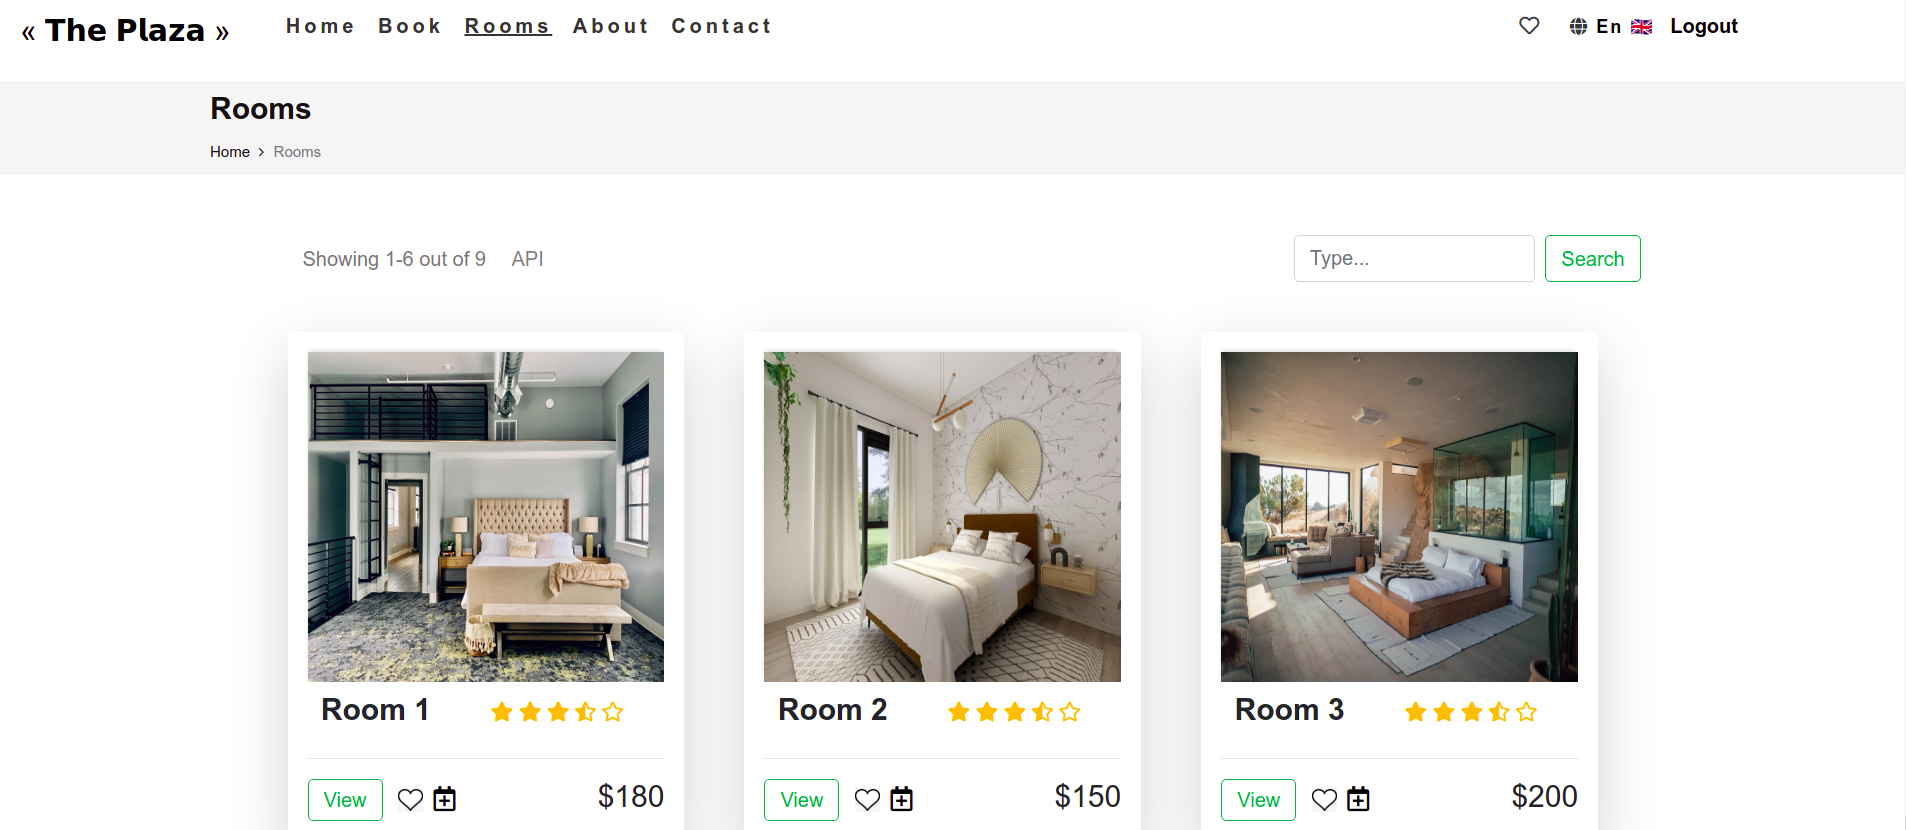 « The Plaza » Home Book Rooms About Contact En Logout
Rooms
Home > Rooms
Showing 1-6 out of 9 API Type... Search
Room 1 Room 2 Room 3
View $180 View $150 View $200